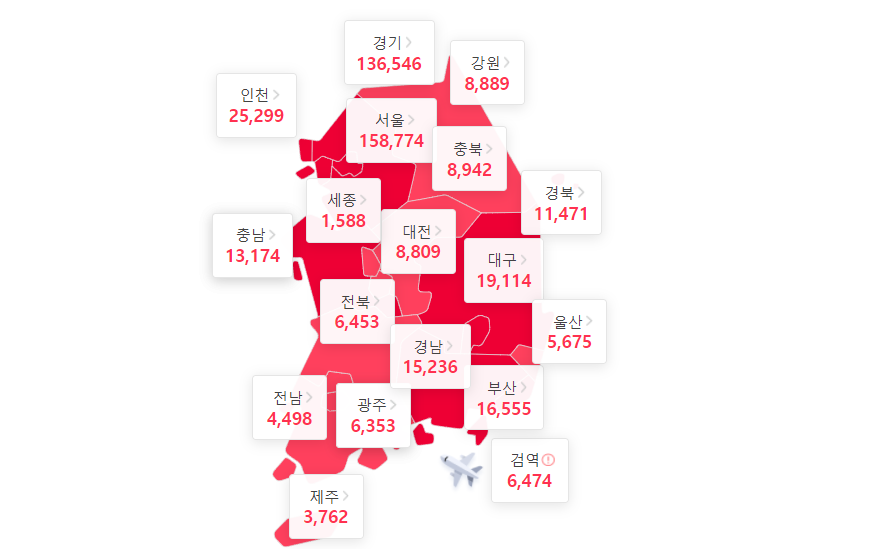 경기
136,546
강원
8,889
인천
25,299
서울
158,774
충북
8,942
경북
11,471
세종
1,588
충남
13,174
대전
8,809
대구
19,114
전북
6,453
울산
5,675
경남
15,236
부산
16,555
전남
4,498
광주
6,353
검역
6,474
제주
3,762